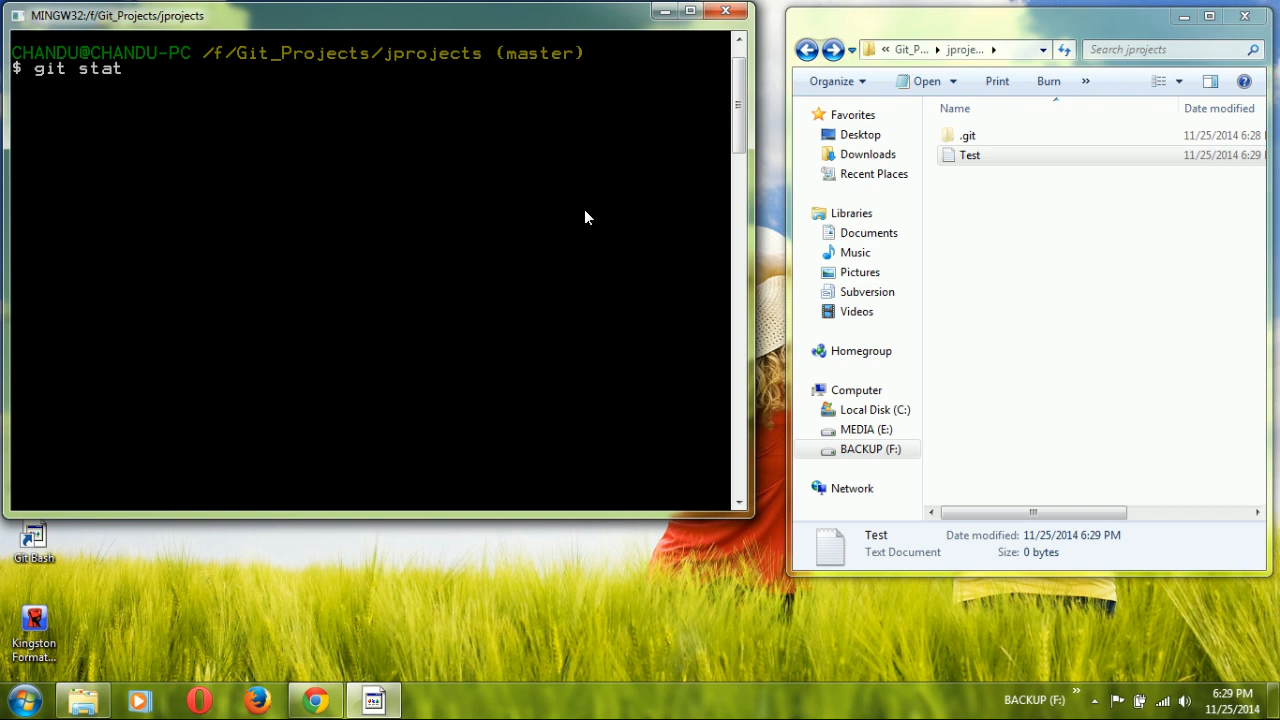 MINGW32:/f/Git_Projects/jprojects
CHANDU@CHANDU-PC /f/Git_Projects/jprojects (master)
$ git stat
Git Bash
Kingston
Format...
« Git_P... jproje...
Search jprojects
Organize Open Print Burn »
Name Date modified
.git 11/25/2014 6:28
Test 11/25/2014 6:29
Favorites
Desktop
Downloads
Recent Places
Libraries
Documents
Music
Pictures
Subversion
Videos
Homegroup
Computer
Local Disk (C:)
MEDIA (E:)
BACKUP (F:)
Network
Test Date modified: 11/25/2014 6:29 PM
Text Document Size: 0 bytes
BACKUP (F:) »
6:29 PM
11/25/2014